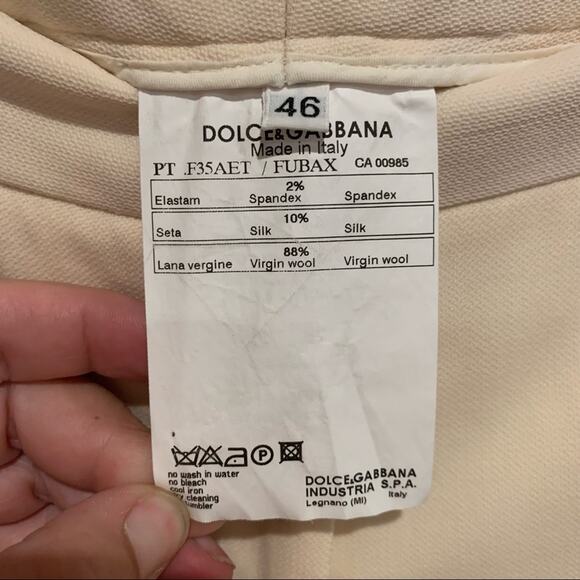 46
DOLCE&GABBANA
Made in Italy
PT .F35AET / FUBAX CA 00985
2%
Elastam Spandex Spandex
10%
Seta Silk Silk
88%
Lana vergine Virgin wool Virgin wool
P
no wash in water
no bleach
cool iron
dry cleaning
DOLCE&GABBANA
INDUSTRIA S.P.A.
Legnano (MI) Italy